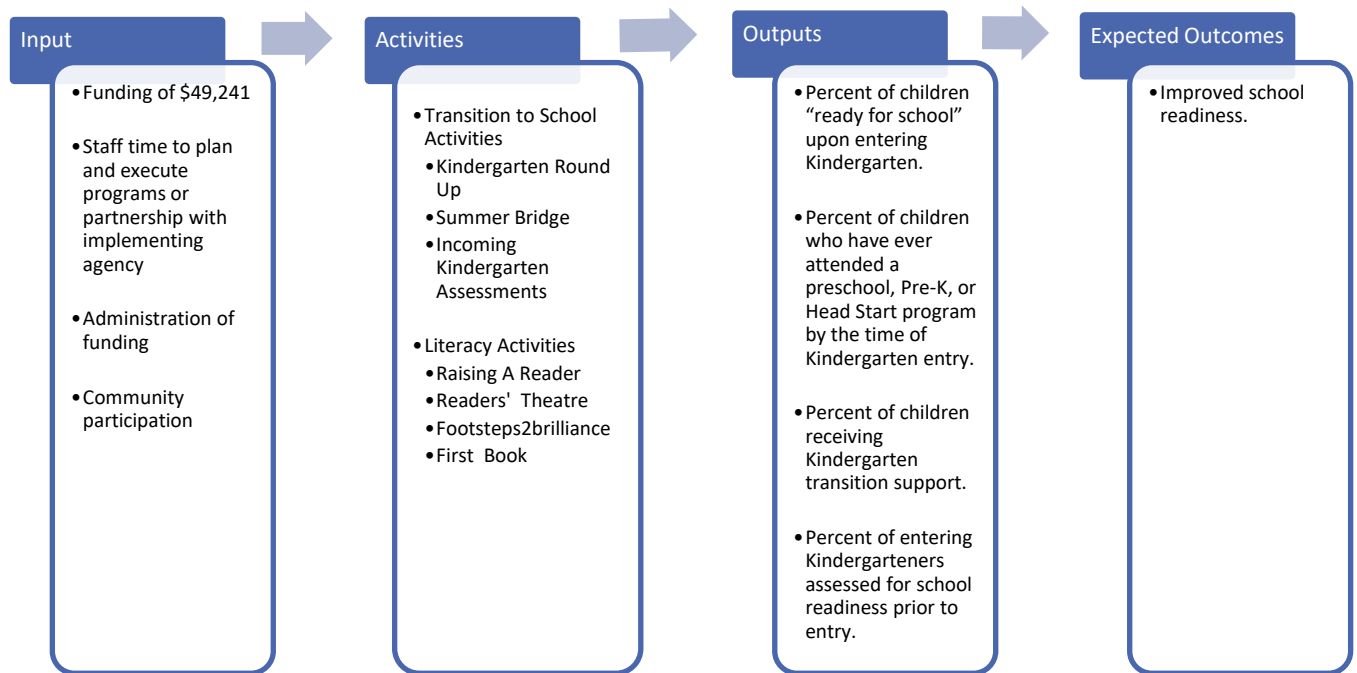 Input
•Funding of $49,241
•Staff time to plan
and execute
programs or
partnership with
implementing
agency
•Administration of
funding
•Community
participation
Activities
•Transition to School
Activities
•Kindergarten Round
Up
•Summer Bridge
•Incoming
Kindergarten
Assessments
•Literacy Activities
•Raising A Reader
•Readers' Theatre
•Footsteps2brilliance
•First Book
Outputs
•Percent of children
“ready for school”
upon entering
Kindergarten.
•Percent of children
who have ever
attended a
preschool, Pre-K, or
Head Start program
by the time of
Kindergarten entry.
•Percent of children
receiving
Kindergarten
transition support.
•Percent of entering
Kindergarteners
assessed for school
readiness prior to
entry.
Expected Outcomes
•Improved school
readiness.